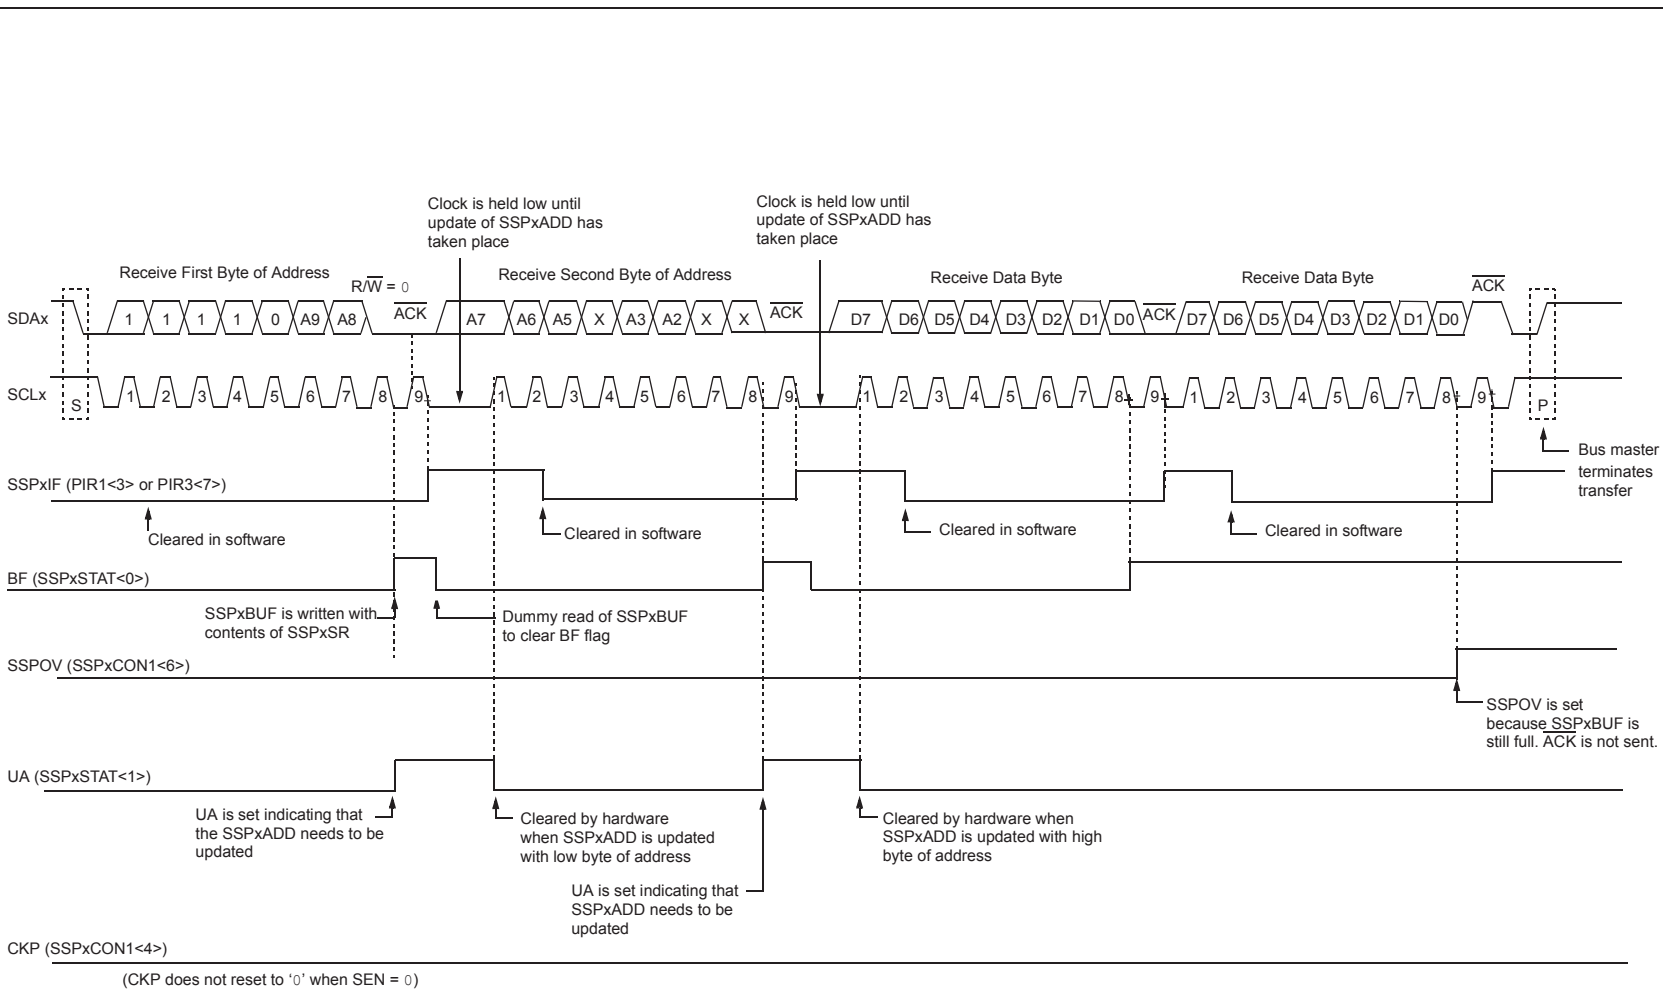 Clock is held low until
update of SSPxADD has
taken place
Clock is held low until
update of SSPxADD has
taken place
Receive First Byte of Address
R/W = 0
ACK
Receive Second Byte of Address
ACK
Receive Data Byte
ACK
Receive Data Byte
ACK
SDAx
1 1 1 1 0 A9 A8
A7 A6 A5 X A3 A2 X X
D7 D6 D5 D4 D3 D2 D1 D0
D7 D6 D5 D4 D3 D2 D1 D0
SCLx
S
1 2 3 4 5 6 7 8 9
1 2 3 4 5 6 7 8 9
1 2 3 4 5 6 7 8 9
1 2 3 4 5 6 7 8 9
P
Bus master
terminates
transfer
SSPxIF (PIR1<3> or PIR3<7>)
Cleared in software
Cleared in software
Cleared in software
Cleared in software
BF (SSPxSTAT<0>)
SSPxBUF is written with
contents of SSPxSR
Dummy read of SSPxBUF
to clear BF flag
SSPOV (SSPxCON1<6>)
SSPOV is set
because SSPxBUF is
still full. ACK is not sent.
UA (SSPxSTAT<1>)
UA is set indicating that
the SSPxADD needs to be
updated
Cleared by hardware
when SSPxADD is updated
with low byte of address
UA is set indicating that
SSPxADD needs to be
updated
Cleared by hardware when
SSPxADD is updated with high
byte of address
CKP (SSPxCON1<4>)
(CKP does not reset to ‘0’ when SEN = 0)